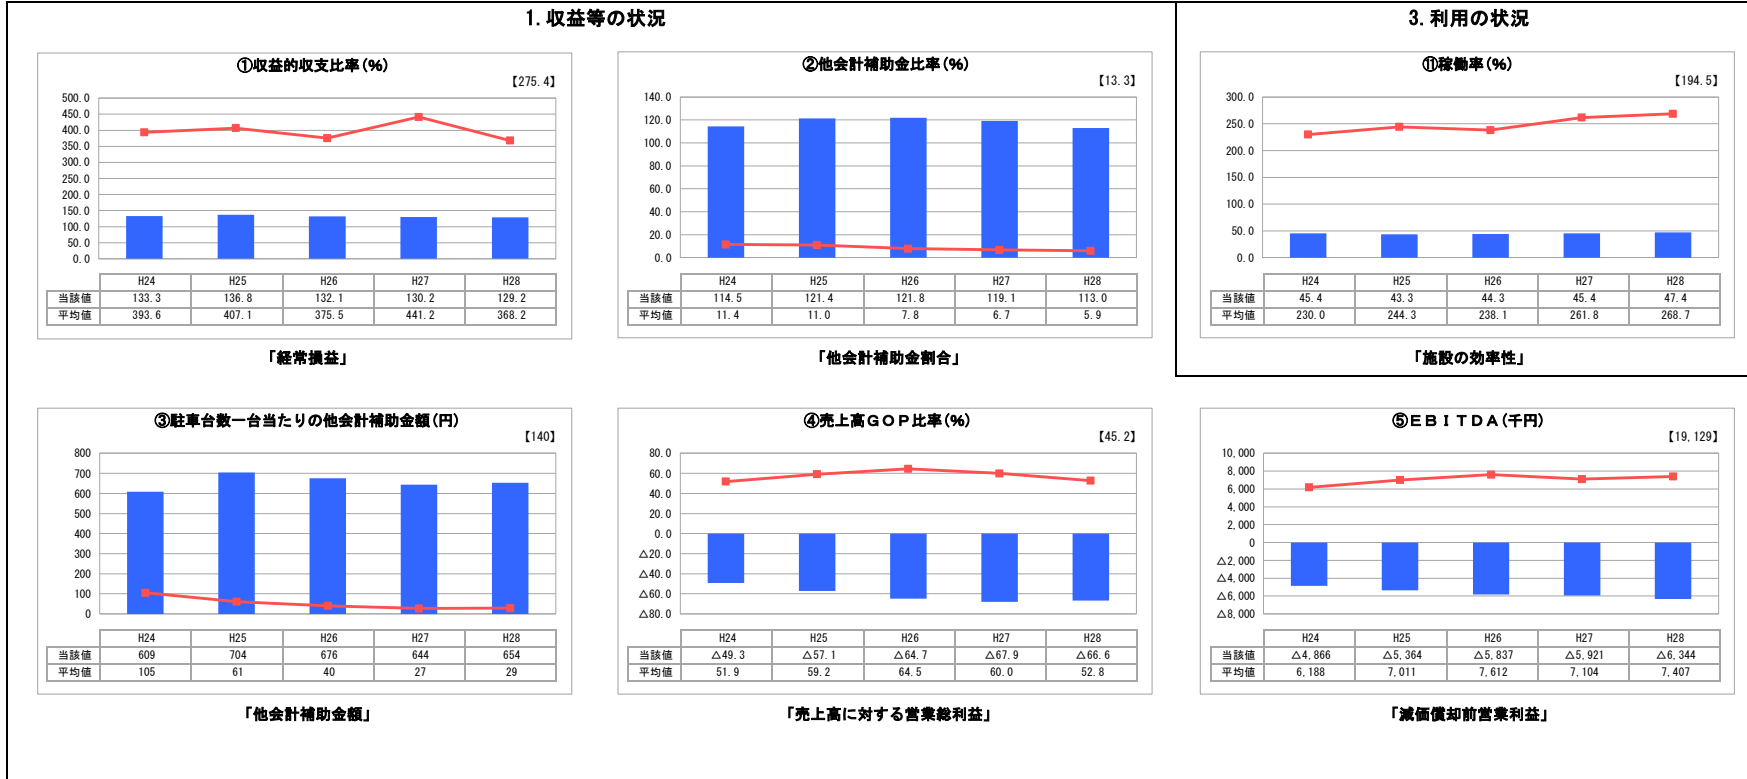 1. 収益等の状況
3. 利用の状況
①収益的収支比率(%)
【275.4】
500.0
450.0
400.0
350.0
300.0
250.0
200.0
150.0
100.0
50.0
0.0
H24 H25 H26 H27 H28
当該値 133.3 136.8 132.1 130.2 129.2
平均値 393.6 407.1 375.5 441.2 368.2
「経常損益」
②他会計補助金比率(%)
【13.3】
140.0
120.0
100.0
80.0
60.0
40.0
20.0
0.0
H24 H25 H26 H27 H28
当該値 114.5 121.4 121.8 119.1 113.0
平均値 11.4 11.0 7.8 6.7 5.9
「他会計補助金割合」
⑪稼働率(%)
【194.5】
300.0
250.0
200.0
150.0
100.0
50.0
0.0
H24 H25 H26 H27 H28
当該値 45.4 43.3 44.3 45.4 47.4
平均値 230.0 244.3 238.1 261.8 268.7
「施設の効率性」
③駐車台数一台当たりの他会計補助金額(円)
【140】
800
700
600
500
400
300
200
100
0
H24 H25 H26 H27 H28
当該値 609 704 676 644 654
平均値 105 61 40 27 29
「他会計補助金額」
④売上高GOP比率(%)
【45.2】
80.0
60.0
40.0
20.0
0.0
△20.0
△40.0
△60.0
△80.0
H24 H25 H26 H27 H28
当該値 △49.3 △57.1 △64.7 △67.9 △66.6
平均値 51.9 59.2 64.5 60.0 52.8
「売上高に対する営業総利益」
⑤EBITDA(千円)
【19,129】
10,000
8,000
6,000
4,000
2,000
0
△2,000
△4,000
△6,000
△8,000
H24 H25 H26 H27 H28
当該値 △4,866 △5,364 △5,837 △5,921 △6,344
平均値 6,188 7,011 7,612 7,104 7,407
「減価償却前営業利益」